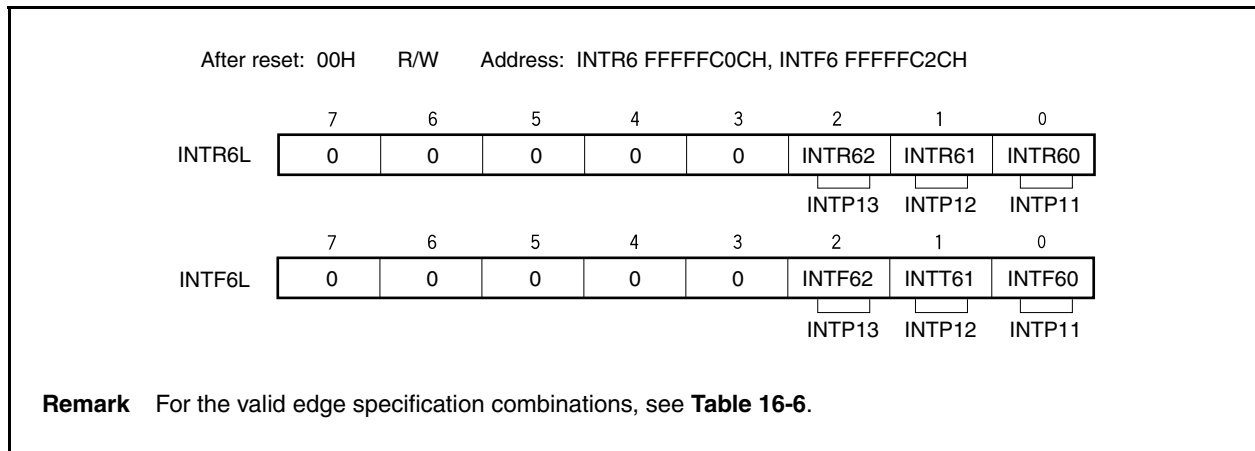 After reset: 00H R/W Address: INTR6 FFFFFC0CH, INTF6 FFFFFC2CH
7 6 5 4 3 2 1 0
INTR6L 0 0 0 0 0 INTR62 INTR61 INTR60
INTP13 INTP12 INTP11
7 6 5 4 3 2 1 0
INTF6L 0 0 0 0 0 INTF62 INTT61 INTF60
INTP13 INTP12 INTP11
Remark For the valid edge specification combinations, see Table 16-6.